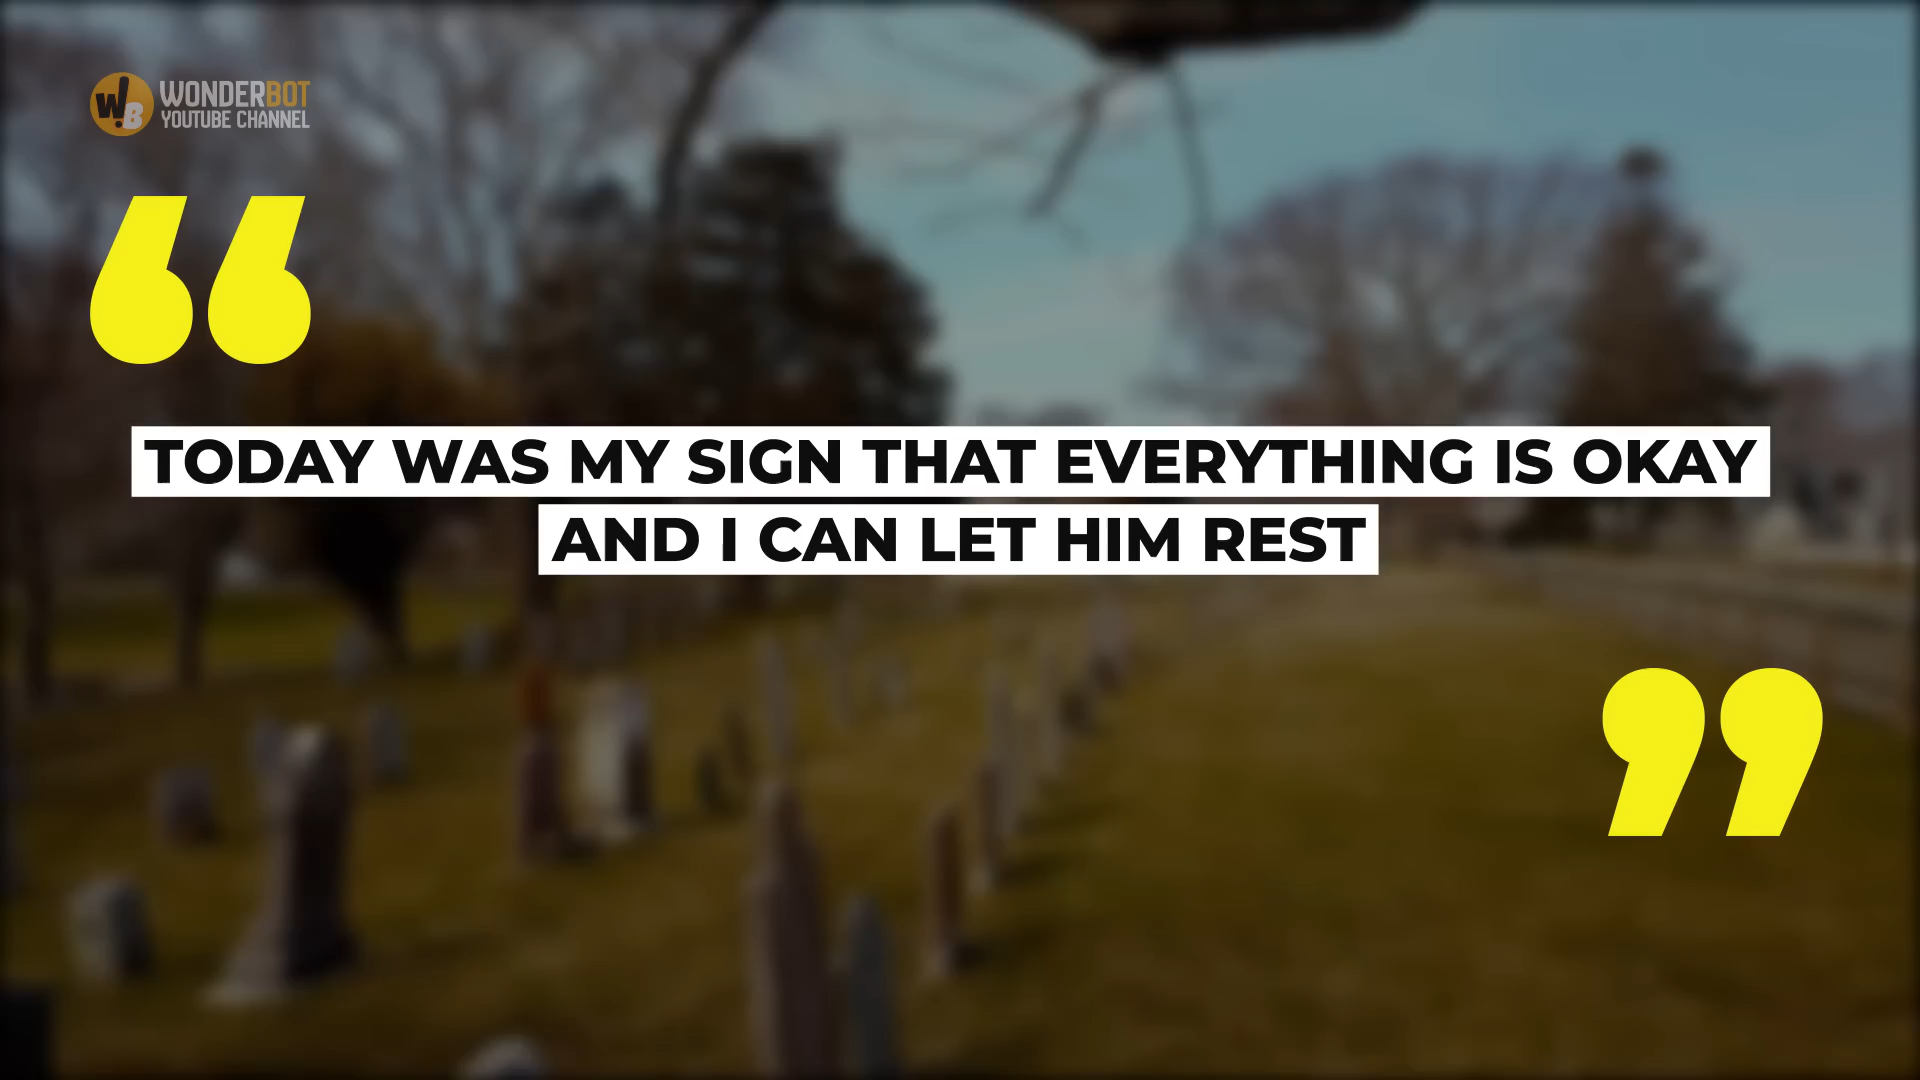 WONDERBOT
YOUTUBE CHANNEL
“
TODAY WAS MY SIGN THAT EVERYTHING IS OKAY
AND I CAN LET HIM REST
”